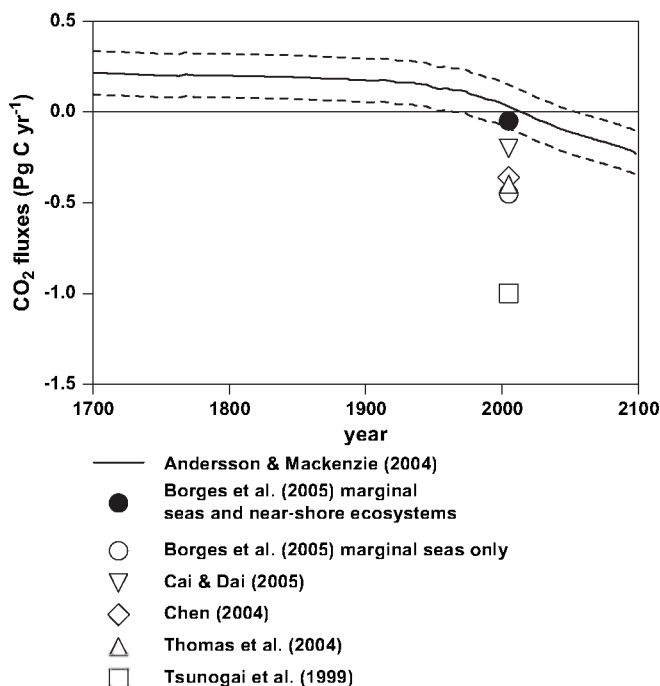 0.5
0.0
-0.5
-1.0
-1.5
CO₂ fluxes (Pg C yr⁻¹)
1700 1800 1900 2000 2100
year
Andersson & Mackenzie (2004)
Borges et al. (2005) marginal
seas and near-shore ecosystems
Borges et al. (2005) marginal seas only
Cai & Dai (2005)
Chen (2004)
Thomas et al. (2004)
Tsunogai et al. (1999)